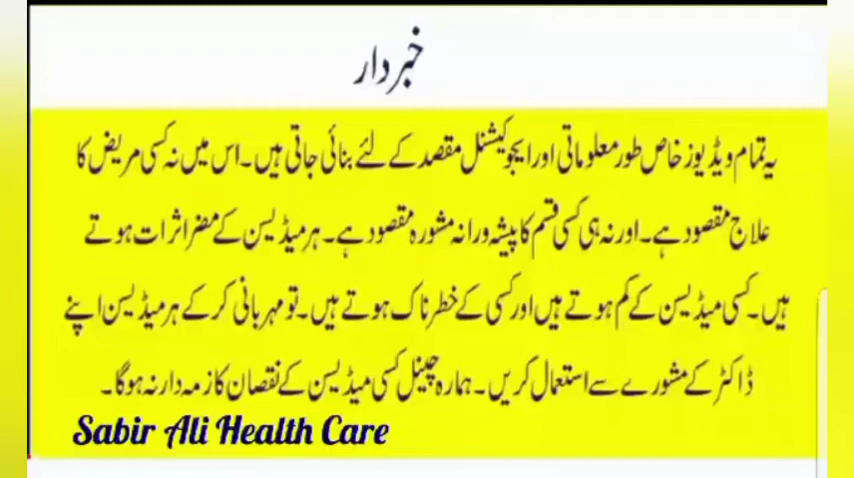 خبردار
یہ تمام ویڈیوز خاص طور معلوماتی اور ایجوکیشنل مقصد کے لئے بنائی جاتی ہیں۔ اس میں نہ کسی مریض کا
علاج مقصود ہے۔ اور نہ ہی کسی قسم کا پیشہ ورانہ مشورہ مقصود ہے۔ ہر میڈیسن کے مضر اثرات ہوتے
ہیں۔ کسی میڈیسن کے کم ہوتے ہیں اور کسی کے خطرناک ہوتے ہیں۔ تو مہربانی کر کے ہر میڈیسن اپنے
ڈاکٹر کے مشورے سے استعمال کریں۔ ہمارہ چینل کسی میڈیسن کے نقصان کا زمہ دار نہ ہوگا۔
Sabir Ali Health Care